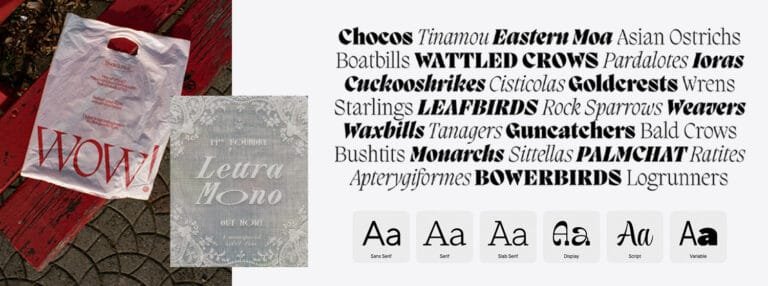 WOW!
111° FOUNDRY
Lettra
Mono
OUT NOW!
Chocos Tinamou Eastern Moa Asian Ostrichs
Boatbills WATTLED CROWS Pardalotes Ioras
Cuckooshrikes Cisticolas Goldcrests Wrens
Starlings LEAFBIRDS Rock Sparrows Weavers
Waxbills Tanagers Guncatchers Bald Crows
Bushtits Monarchs Sittellas PALMCHAT Ratites
Apterygiformes BOWERBIRDS Logrunners
Aa Aa Aa Aa Aa Aa
Sans Serif Serif Slab Serif Display Script Variable